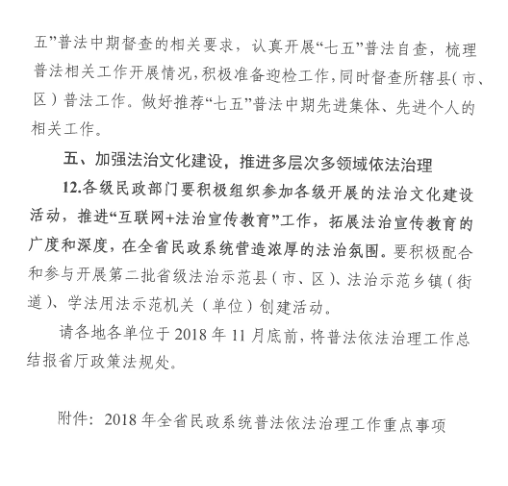 五”普法中期督查的相关要求，认真开展“七五”普法自查，梳理
普法相关工作开展情况，积极准备迎检工作，同时督查所辖县（市、
区）普法工作。做好推荐“七五”普法中期先进集体、先进个人的
相关工作。
五、加强法治文化建设，推进多层次多领域依法治理
12.各级民政部门要积极组织参加各级开展的法治文化建设
活动，推进“互联网+法治宣传教育”工作，拓展法治宣传教育的
广度和深度，在全省民政系统营造浓厚的法治氛围。要积极配合
和参与开展第二批省级法治示范县（市、区）、法治示范乡镇（街
道）、学法用法示范机关（单位）创建活动。
请各地各单位于 2018 年 11 月底前，将普法依法治理工作总
结报省厅政策法规处。
附件：2018 年全省民政系统普法依法治理工作重点事项